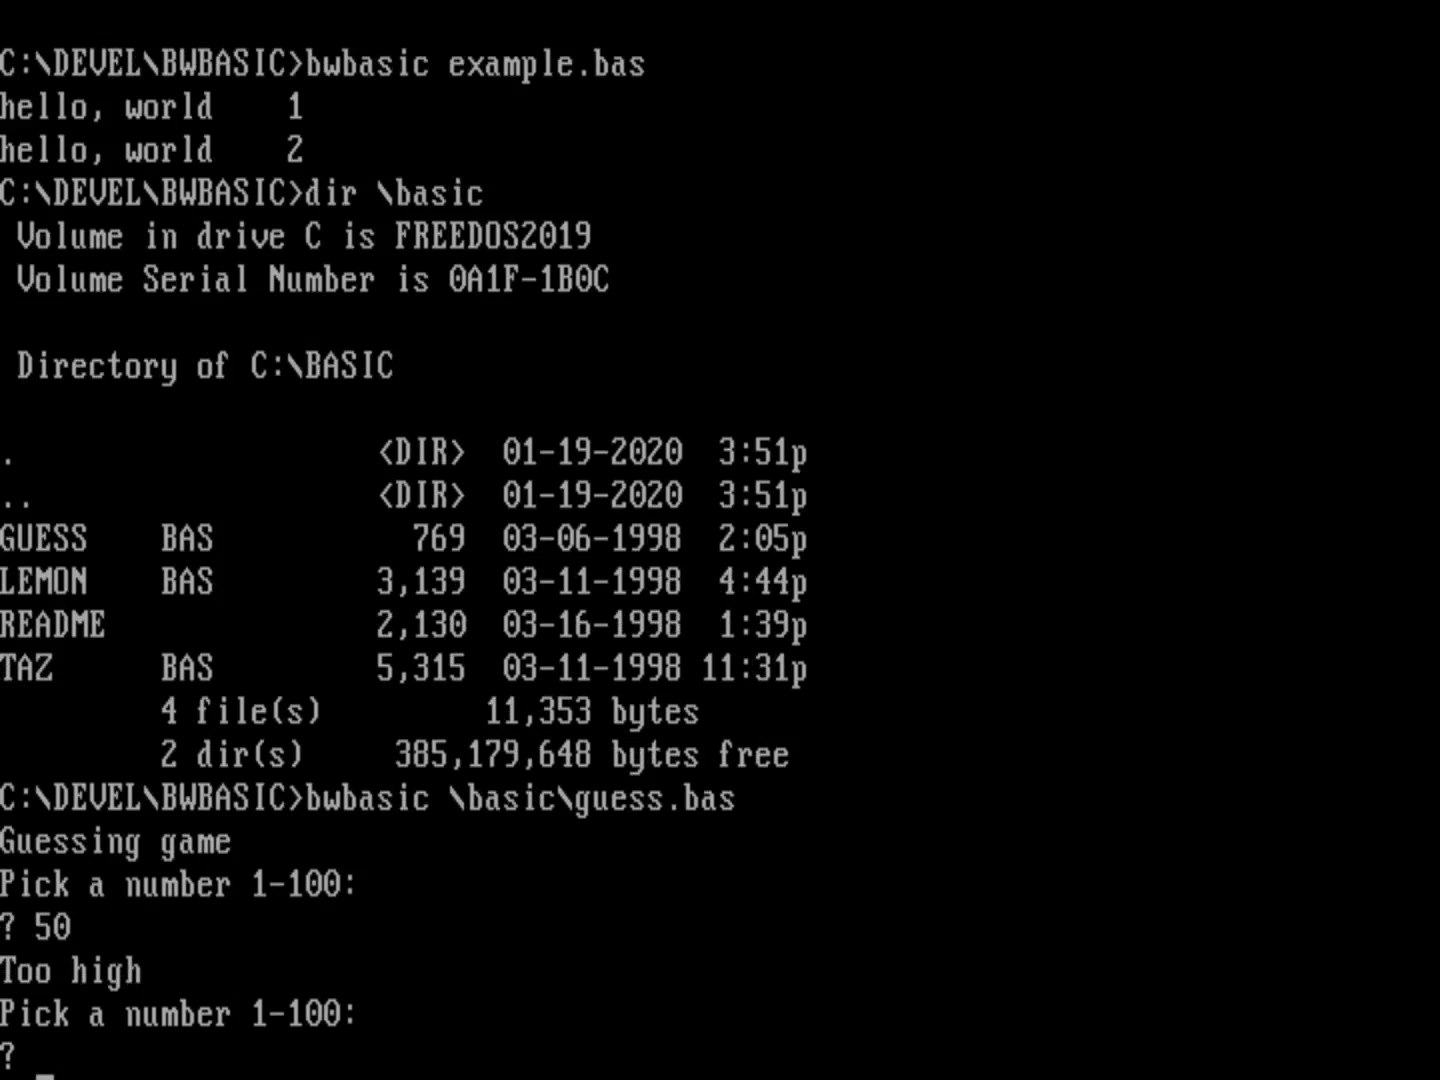 C:\DEVEL\BWBASIC>bwbasic example.bas
hello, world    1
hello, world    2
C:\DEVEL\BWBASIC>dir \basic
 Volume in drive C is FREEDOS2019
 Volume Serial Number is 0A1F-1B0C

 Directory of C:\BASIC

.                    <DIR>  01-19-2020  3:51p
..                   <DIR>  01-19-2020  3:51p
GUESS    BAS           769  03-06-1998  2:05p
LEMON    BAS         3,139  03-11-1998  4:44p
README               2,130  03-16-1998  1:39p
TAZ      BAS         5,315  03-11-1998 11:31p
         4 file(s)         11,353 bytes
         2 dir(s)     385,179,648 bytes free
C:\DEVEL\BWBASIC>bwbasic \basic\guess.bas
Guessing game
Pick a number 1-100:
? 50
Too high
Pick a number 1-100:
? _